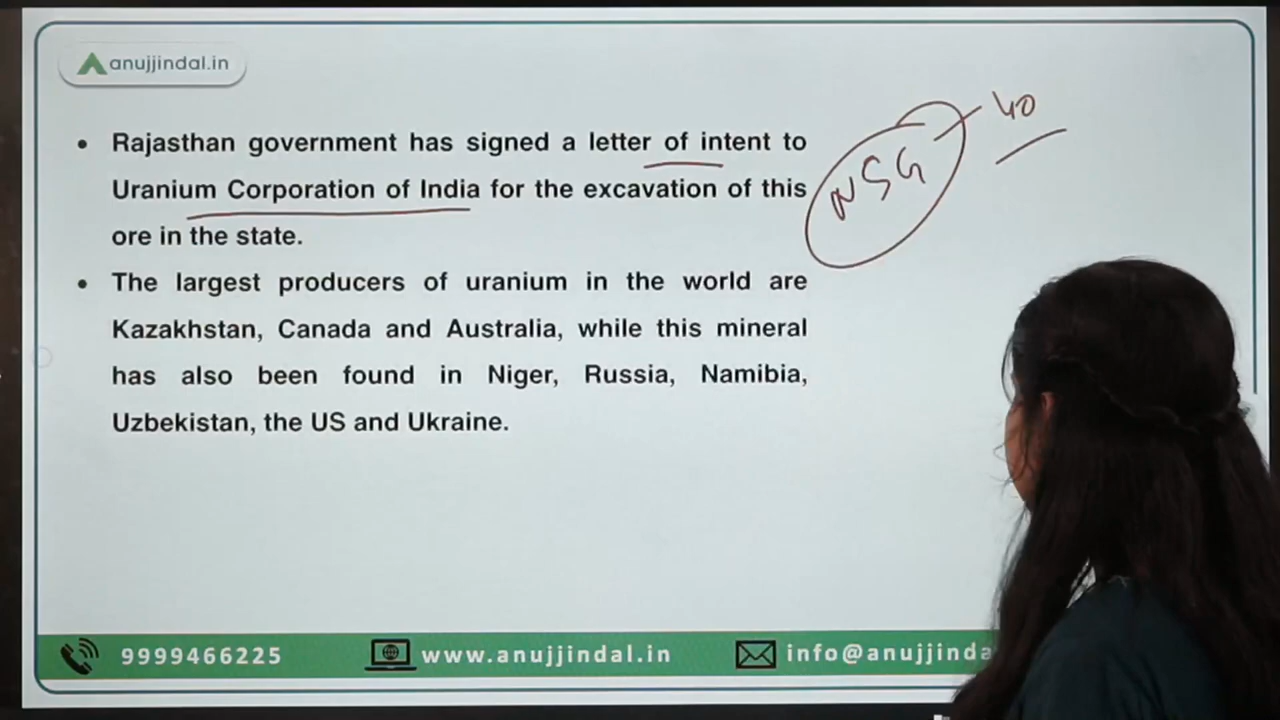 anujjindal.in
• Rajasthan government has signed a letter of intent to
Uranium Corporation of India for the excavation of this
ore in the state.
• The largest producers of uranium in the world are
Kazakhstan, Canada and Australia, while this mineral
has also been found in Niger, Russia, Namibia,
Uzbekistan, the US and Ukraine.
NSG
40
9999466225
www.anujjindal.in
info@anujjinda